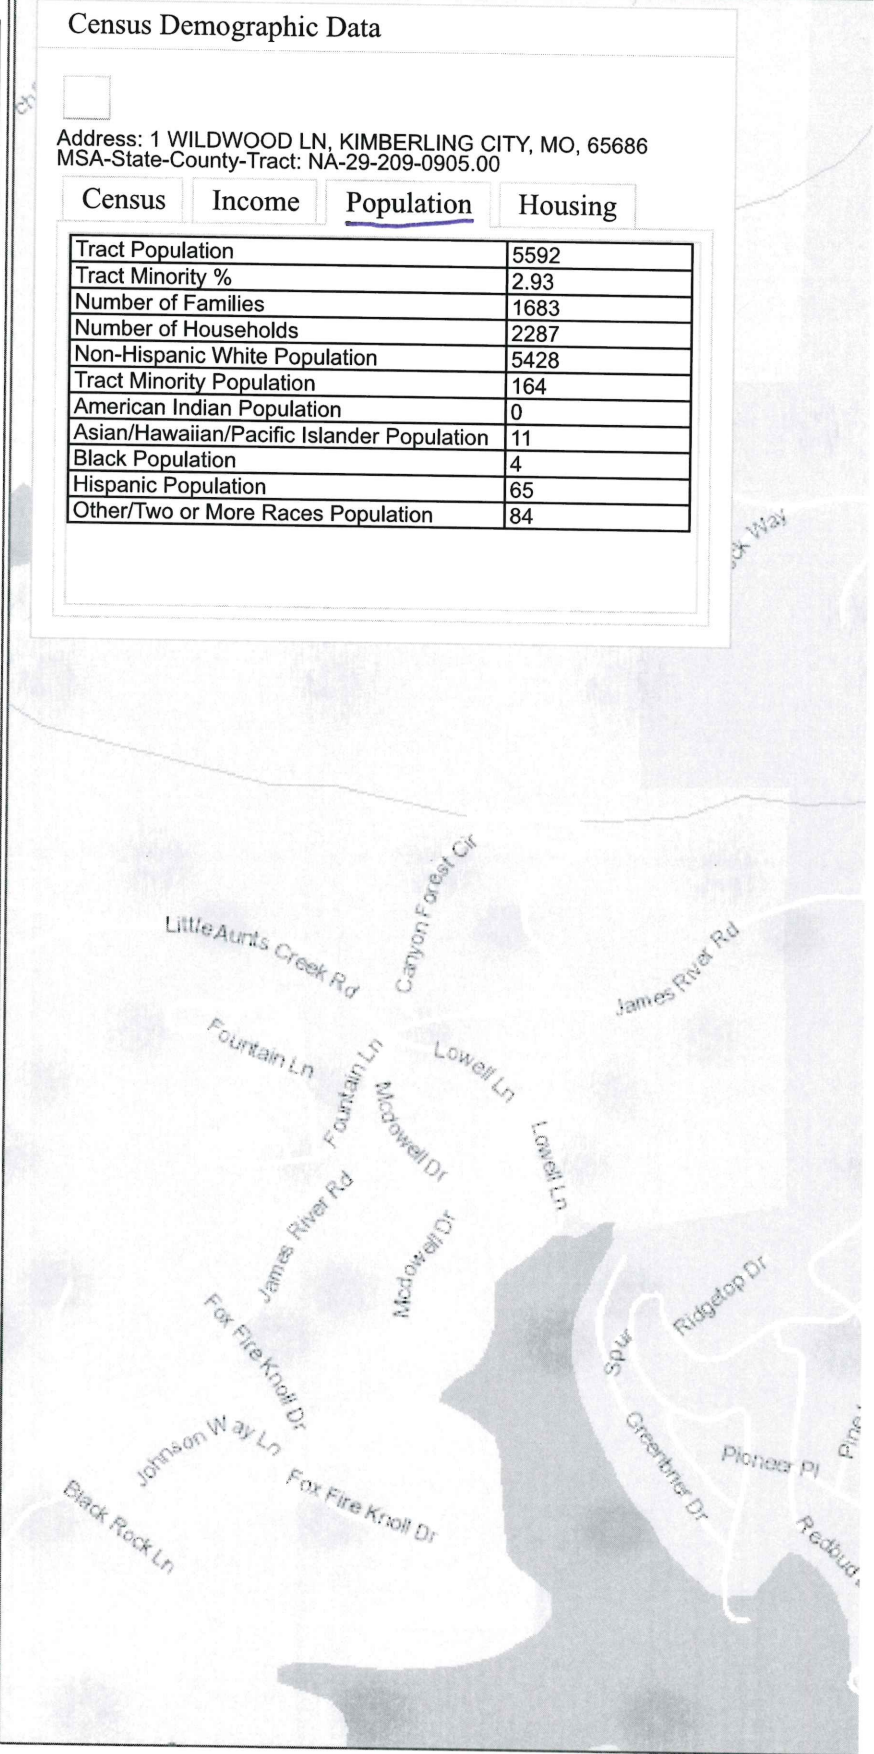 Census Demographic Data
Address: 1 WILDWOOD LN, KIMBERLING CITY, MO, 65686
MSA-State-County-Tract: NA-29-209-0905.00
Census Income Population Housing
Tract Population 5592
Tract Minority % 2.93
Number of Families 1683
Number of Households 2287
Non-Hispanic White Population 5428
Tract Minority Population 164
American Indian Population 0
Asian/Hawaiian/Pacific Islander Population 11
Black Population 4
Hispanic Population 65
Other/Two or More Races Population 84
Way
Canyon Forest Cir
Little Aunts Creek Rd
James River Rd
Fountain Ln
Fountain Ln
Lowell Ln
Mcdowell Dr
Lowell Ln
James River Rd
Mcdowell Dr
Ridgetop Dr
Fox Fire Knoll Dr
Spur
Johnson Way Ln
Greenbrier Dr
Pioneer Pl
Pine
Fox Fire Knoll Dr
Black Rock Ln
Redbud